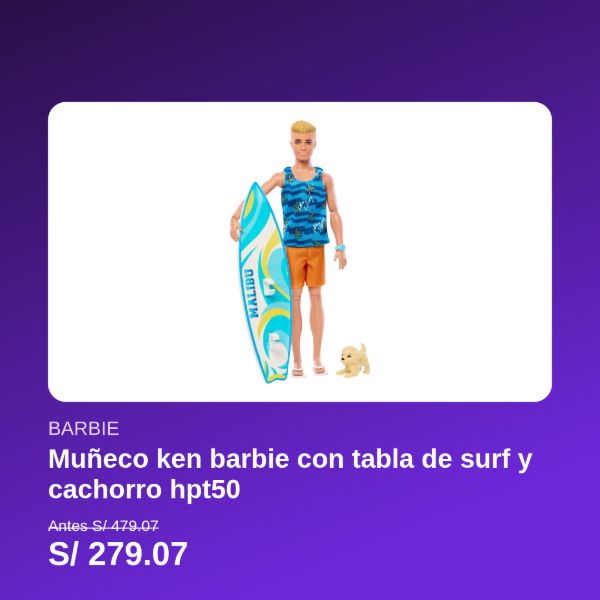 MALIBU
BARBIE
Muñeco ken barbie con tabla de surf y
cachorro hpt50
Antes S/ 479.07
S/ 279.07